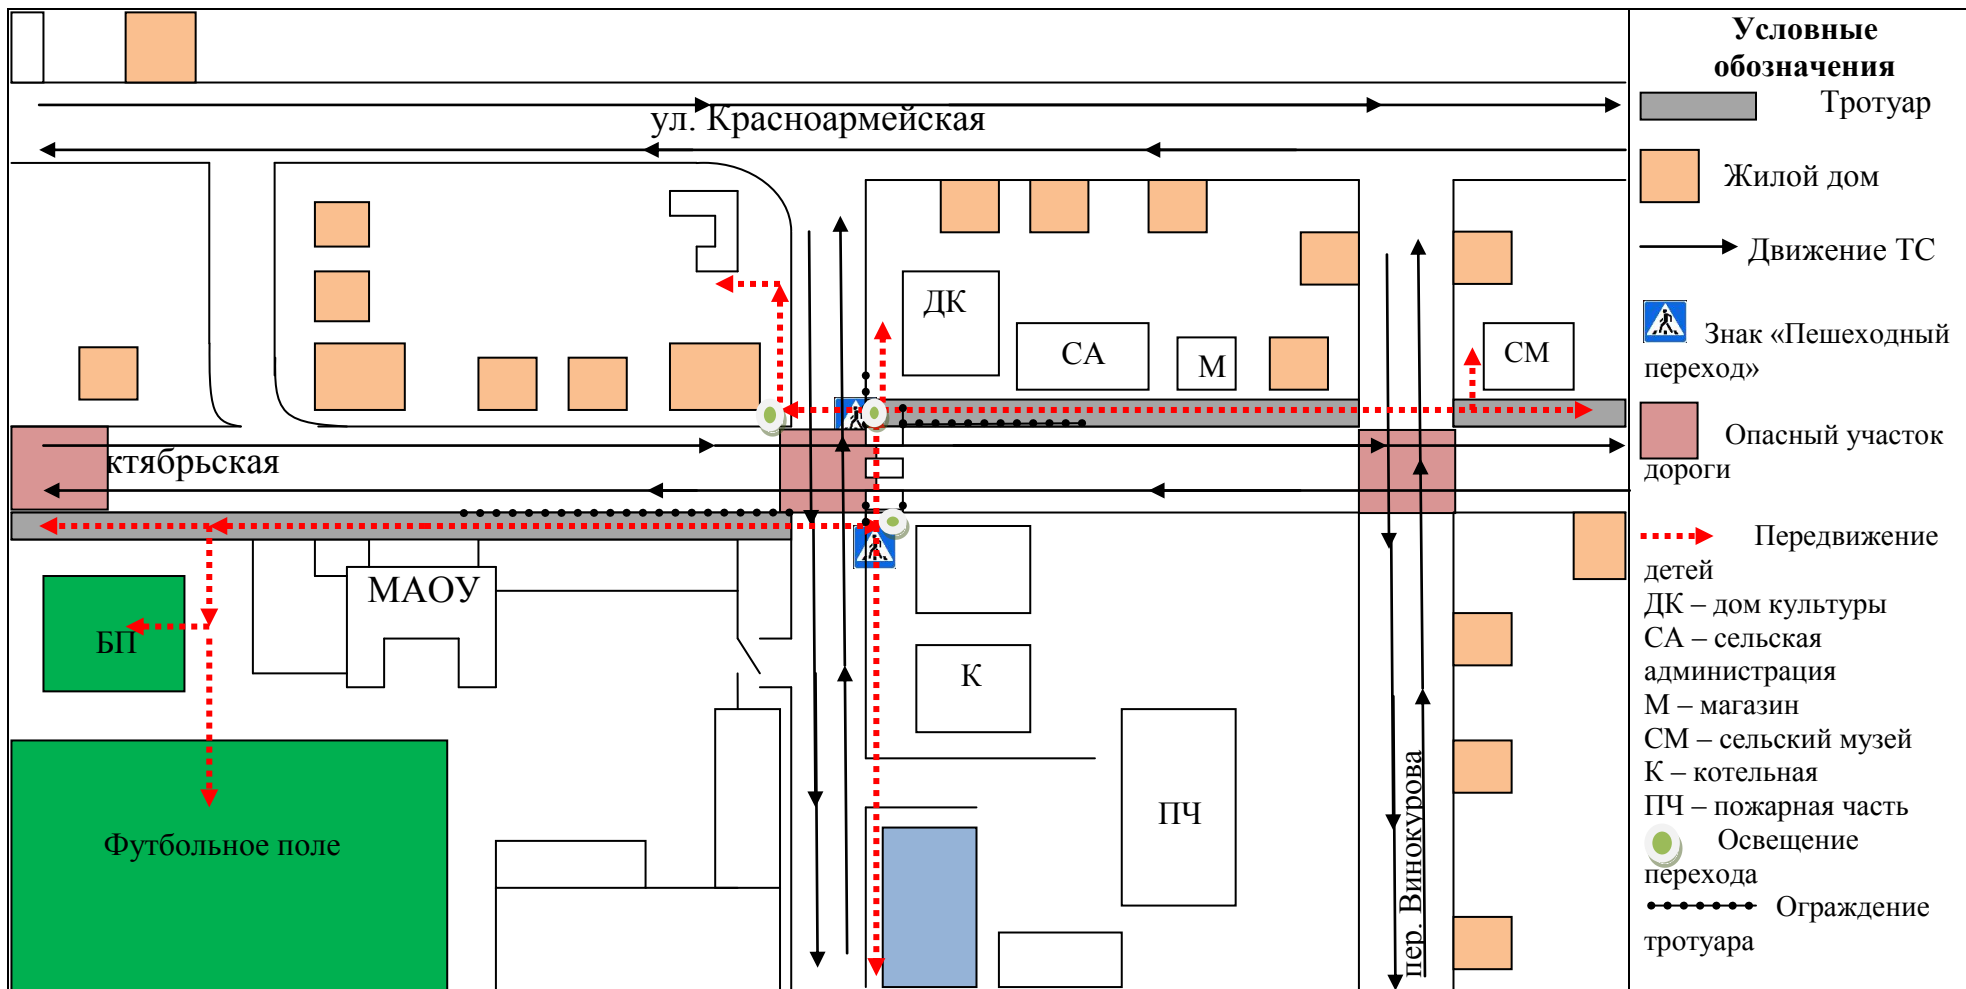 ул. Красноармейская
ДК
СА
М
СМ
ктябрьская
МАОУ
БП
К
ПЧ
Футбольное поле
пер. Винокурова
Условные
обозначения
Тротуар
Жилой дом
Движение ТС
Знак «Пешеходный
переход»
Опасный участок
дороги
Передвижение
детей
ДК – дом культуры
СА – сельская
администрация
М – магазин
СМ – сельский музей
К – котельная
ПЧ – пожарная часть
Освещение
перехода
Ограждение
тротуара